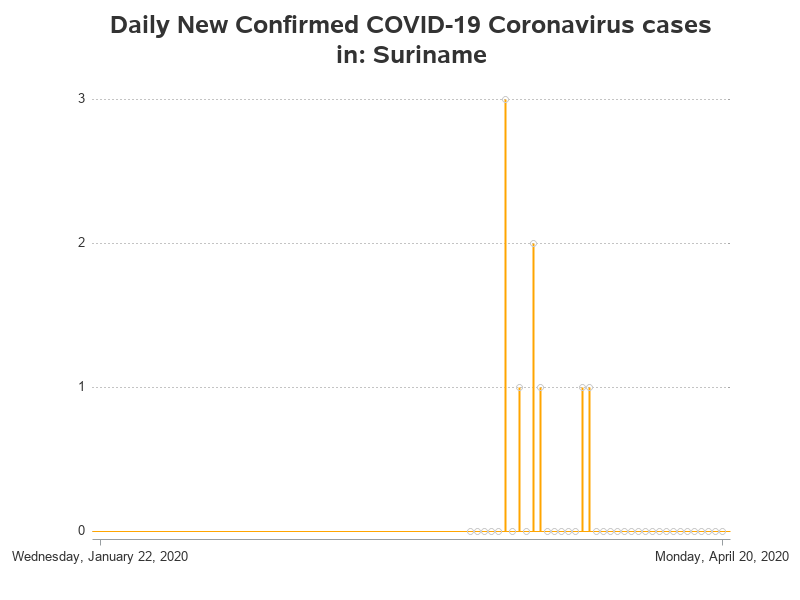 Daily New Confirmed COVID-19 Coronavirus cases
in: Suriname
3
2
1
0
Wednesday, January 22, 2020
Monday, April 20, 2020